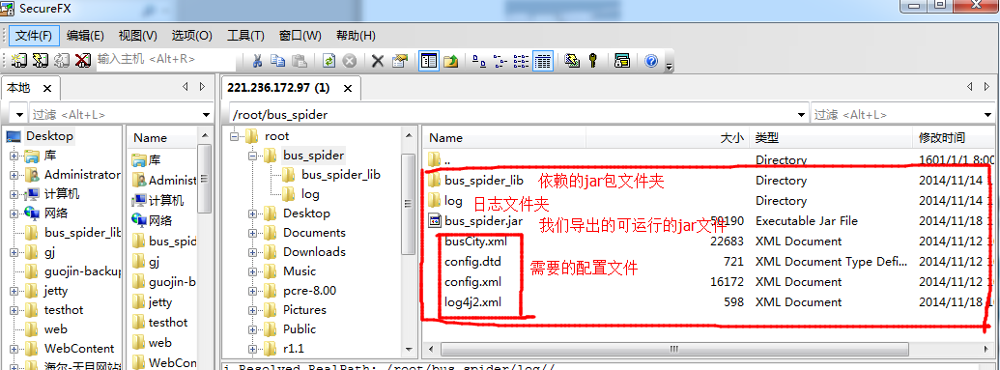 SecureFX
文件(F) 编辑(E) 视图(V) 选项(O) 工具(T) 窗口(W) 帮助(H)
输入主机 <Alt+R>
本地 221.236.172.97 (1)
过滤 <Alt+L> /root/bus_spider 过滤 <Alt+L>
Desktop
库
Administrator
计算机
网络
bus_spider_lib
gj
guojin-backup
jetty
testhot
web
WebContent
海尔-天目网站
Name
库
Administ
计算机
网络
bus_spid
gj
guojin-b
jetty
testhot
web
WebCon
root
bus_spider
bus_spider_lib
log
Desktop
Documents
Downloads
Music
pcre-8.00
Pictures
Public
r1.1
Name 大小 类型 修改时间
.. Directory 1601/1/1 8:00
bus_spider_lib 依赖的jar包文件夹 Directory 2014/11/14 1
log 日志文件夹 Directory 2014/11/14
bus_spider.jar 我们导出的可运行的jar文件 Executable Jar File 2014/11/18 1
busCity.xml 22683 XML Document 2014/11/12 1
config.dtd 721 XML Document Type Defi... 2014/11/12
需要的配置文件
config.xml 16172 XML Document 2014/11/12
log4j2.xml 598 XML Document 2014/11/18
i Resolved RealPath: /root/bus_spider/log//